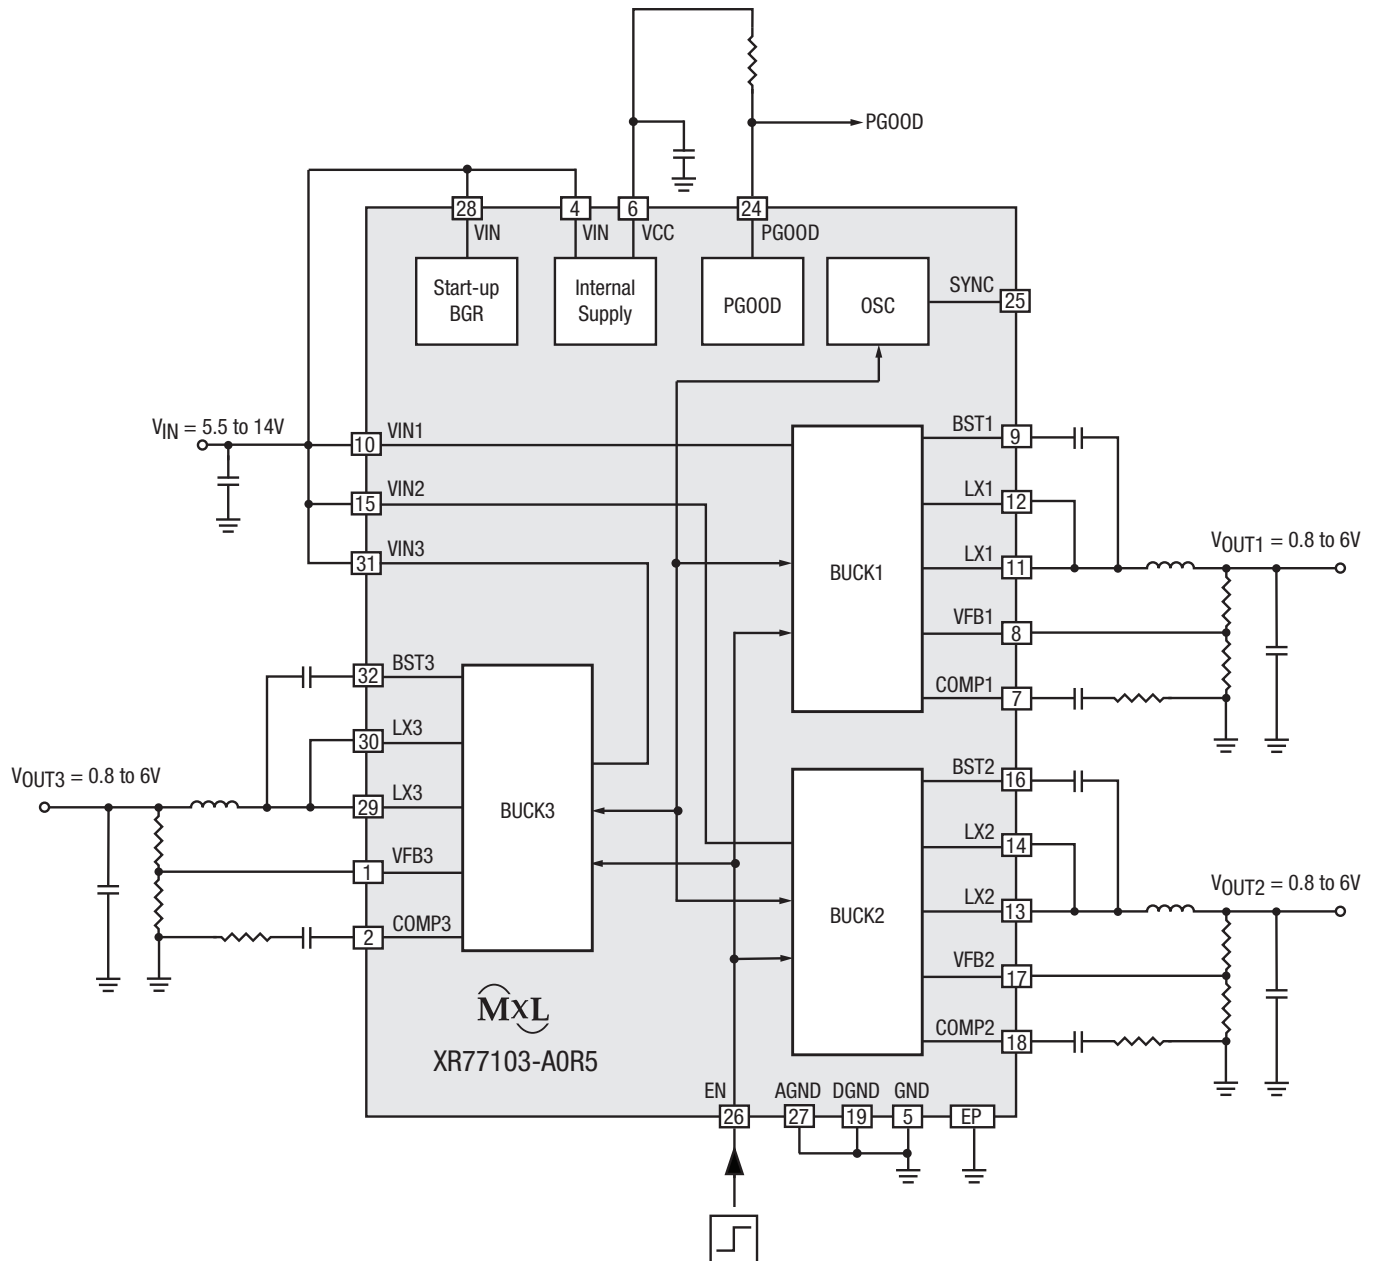 PGOOD
28
4
6
24
VIN
VIN
VCC
PGOOD
Start-up
BGR
Internal
Supply
PGOOD
OSC
SYNC
25
VIN = 5.5 to 14V
10
VIN1
15
VIN2
31
VIN3
BUCK1
BST1
9
LX1
12
LX1
11
VFB1
8
COMP1
7
VOUT1 = 0.8 to 6V
32
BST3
30
LX3
29
LX3
1
VFB3
2
COMP3
VOUT3 = 0.8 to 6V
BUCK3
BUCK2
BST2
16
LX2
14
LX2
13
VFB2
17
COMP2
18
VOUT2 = 0.8 to 6V
MXL
XR77103-A0R5
EN
26
AGND
27
DGND
19
GND
5
EP